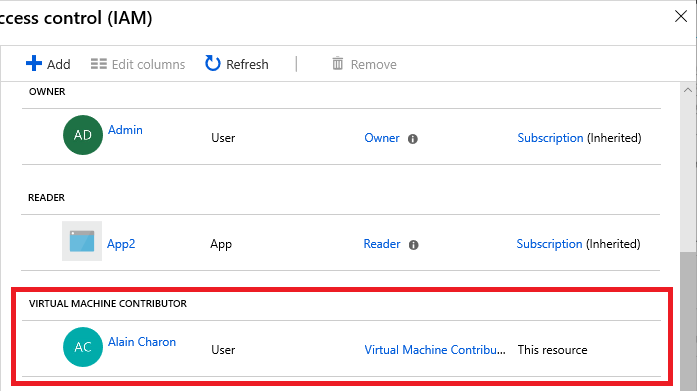 ccess control (IAM)
Add Edit columns Refresh Remove
OWNER
AD Admin User Owner Subscription (Inherited)
READER
App2 App Reader Subscription (Inherited)
VIRTUAL MACHINE CONTRIBUTOR
AC Alain Charon User Virtual Machine Contribu... This resource